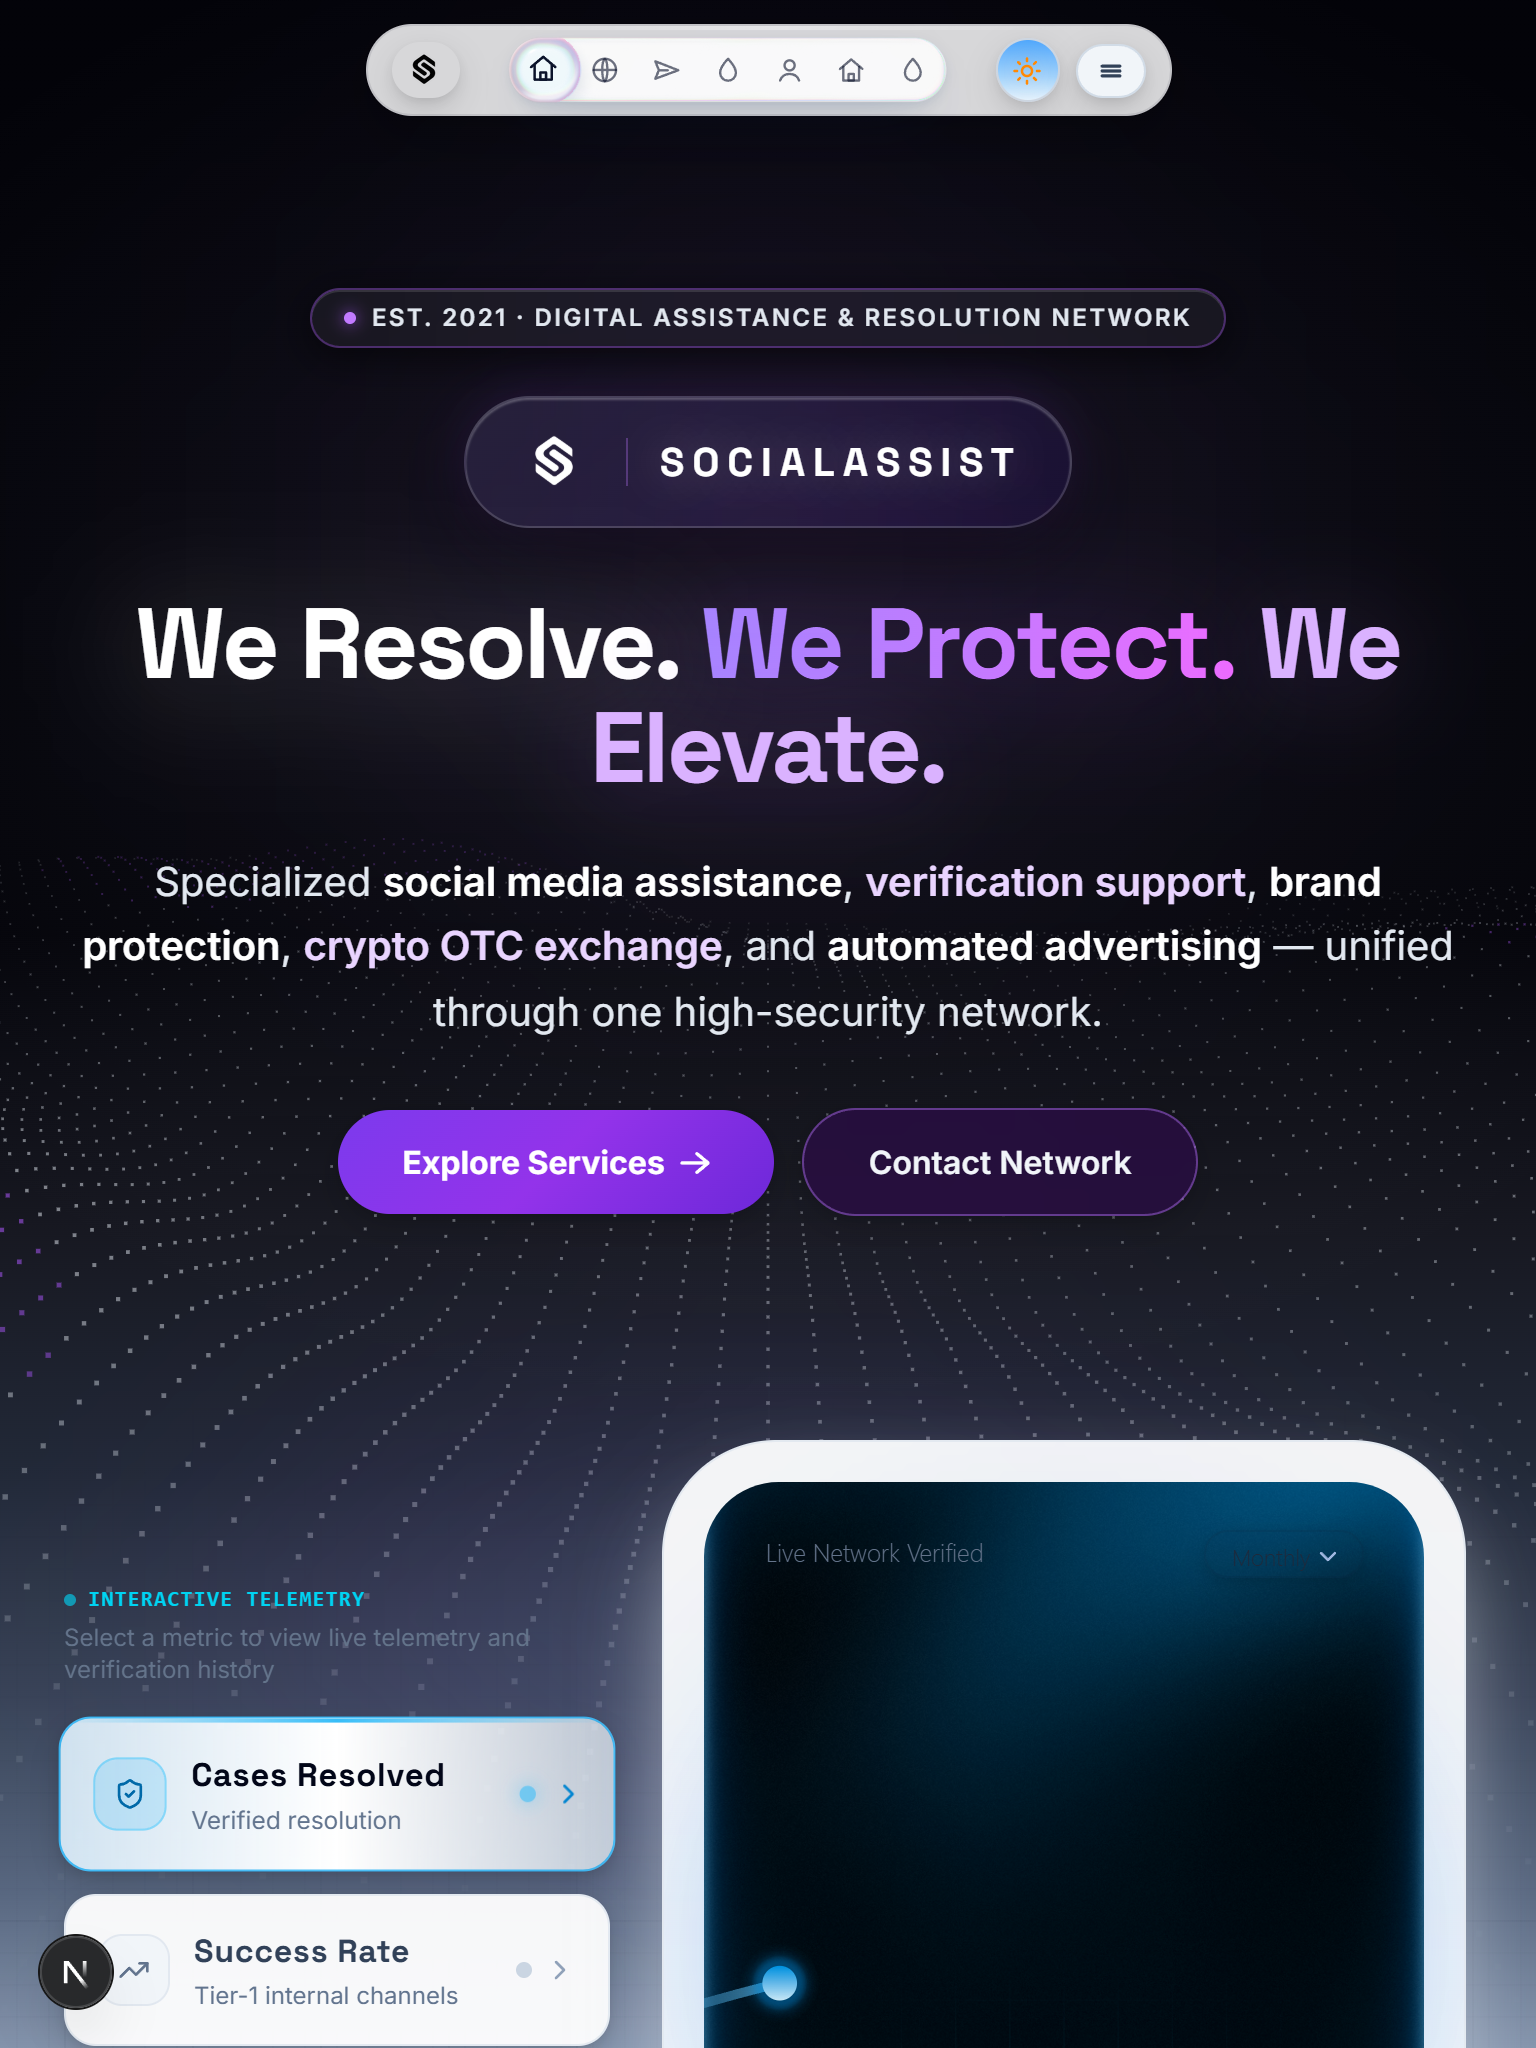 EST. 2021 · DIGITAL ASSISTANCE & RESOLUTION NETWORK
SOCIALASSIST
We Resolve. We Protect. We
Elevate.
Specialized social media assistance, verification support, brand
protection, crypto OTC exchange, and automated advertising — unified
through one high-security network.
Explore Services →
Contact Network
Live Network Verified
Monthly
INTERACTIVE TELEMETRY
Select a metric to view live telemetry and
verification history
Cases Resolved
Verified resolution
Success Rate
Tier-1 internal channels
N